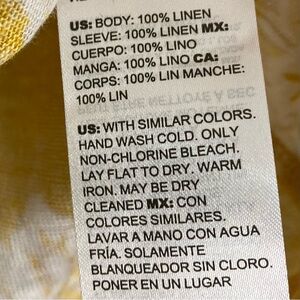 US: BODY: 100% LINEN
SLEEVE: 100% LINEN MX:
CUERPO: 100% LINO
MANGA: 100% LINO CA:
CORPS: 100% LIN MANCHE:
100% LIN
US: WITH SIMILAR COLORS.
HAND WASH COLD. ONLY
NON-CHLORINE BLEACH.
LAY FLAT TO DRY. WARM
IRON. MAY BE DRY
CLEANED MX: CON
COLORES SIMILARES.
LAVAR A MANO CON AGUA
FRÍA. SOLAMENTE
BLANQUEADOR SIN CLORO.
PONER EN UN LUGAR